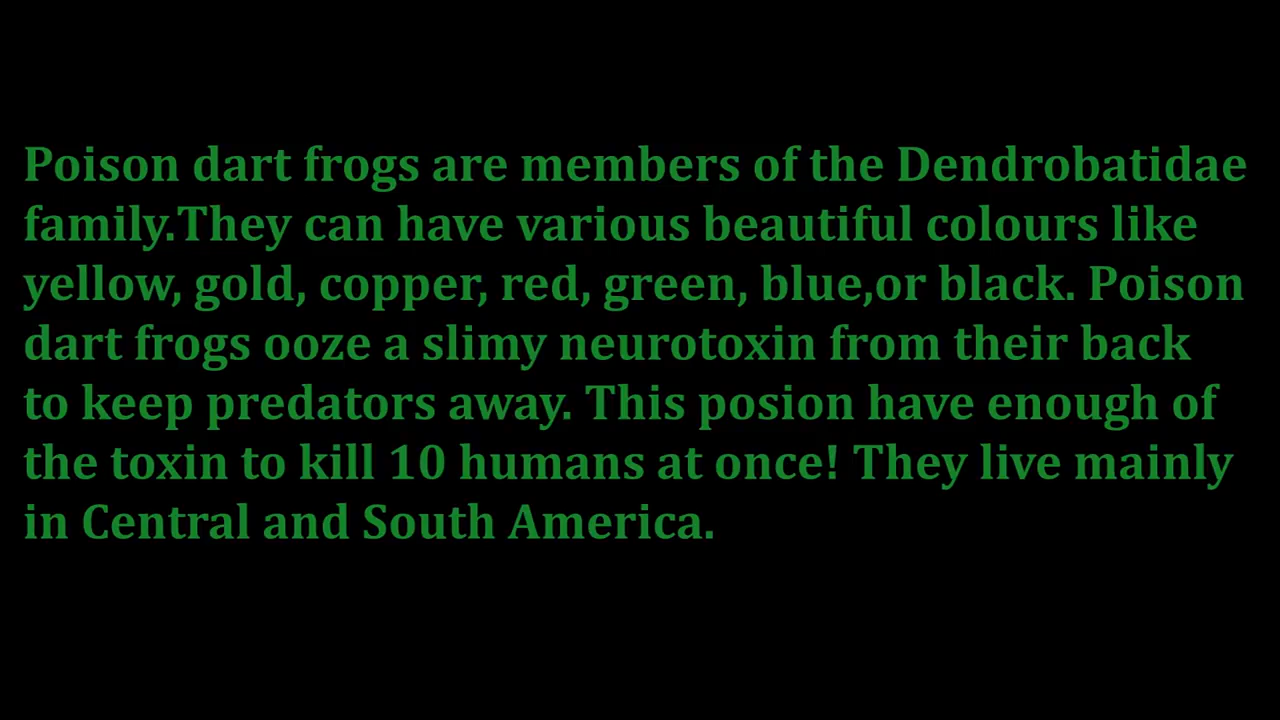 Poison dart frogs are members of the Dendrobatidae
family.They can have various beautiful colours like
yellow, gold, copper, red, green, blue,or black. Poison
dart frogs ooze a slimy neurotoxin from their back
to keep predators away. This posion have enough of
the toxin to kill 10 humans at once! They live mainly
in Central and South America.